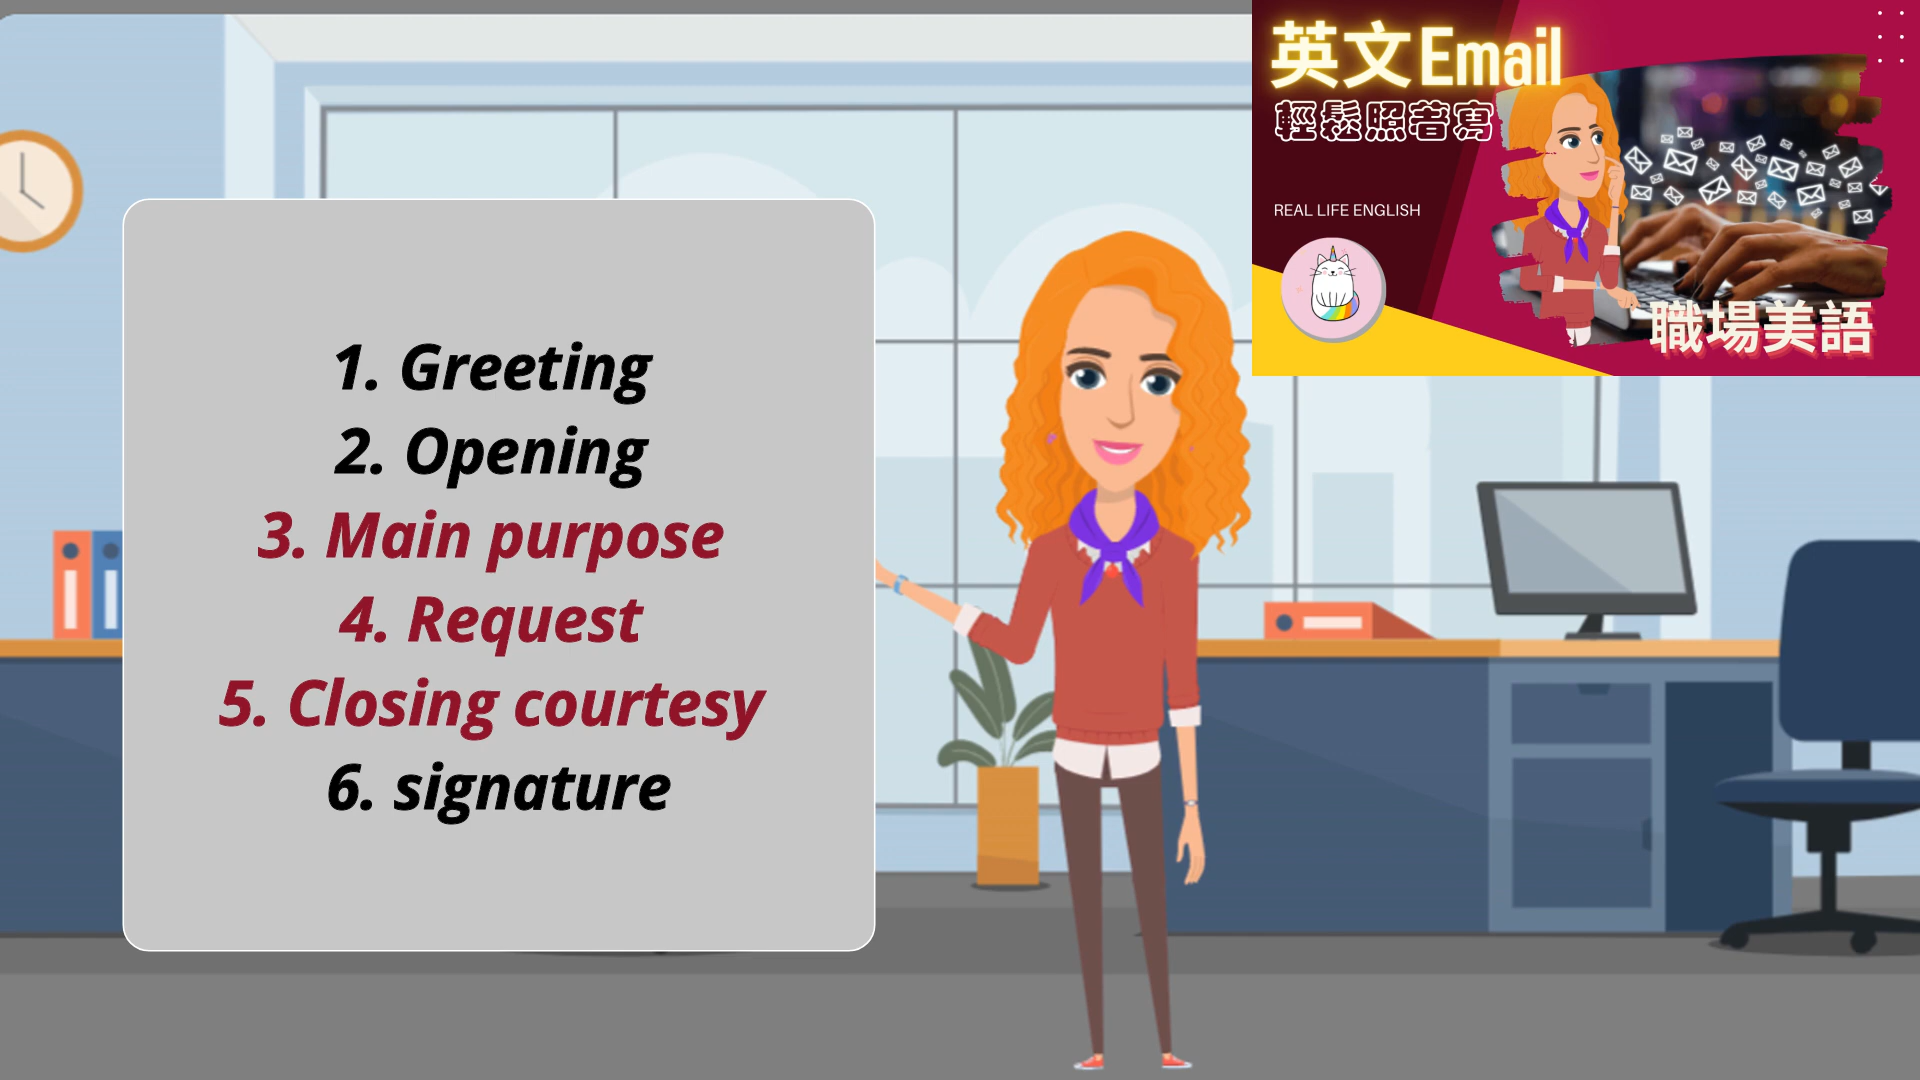 1. Greeting
2. Opening
3. Main purpose
4. Request
5. Closing courtesy
6. signature
英文Email
輕鬆照著寫
REAL LIFE ENGLISH
職場美語